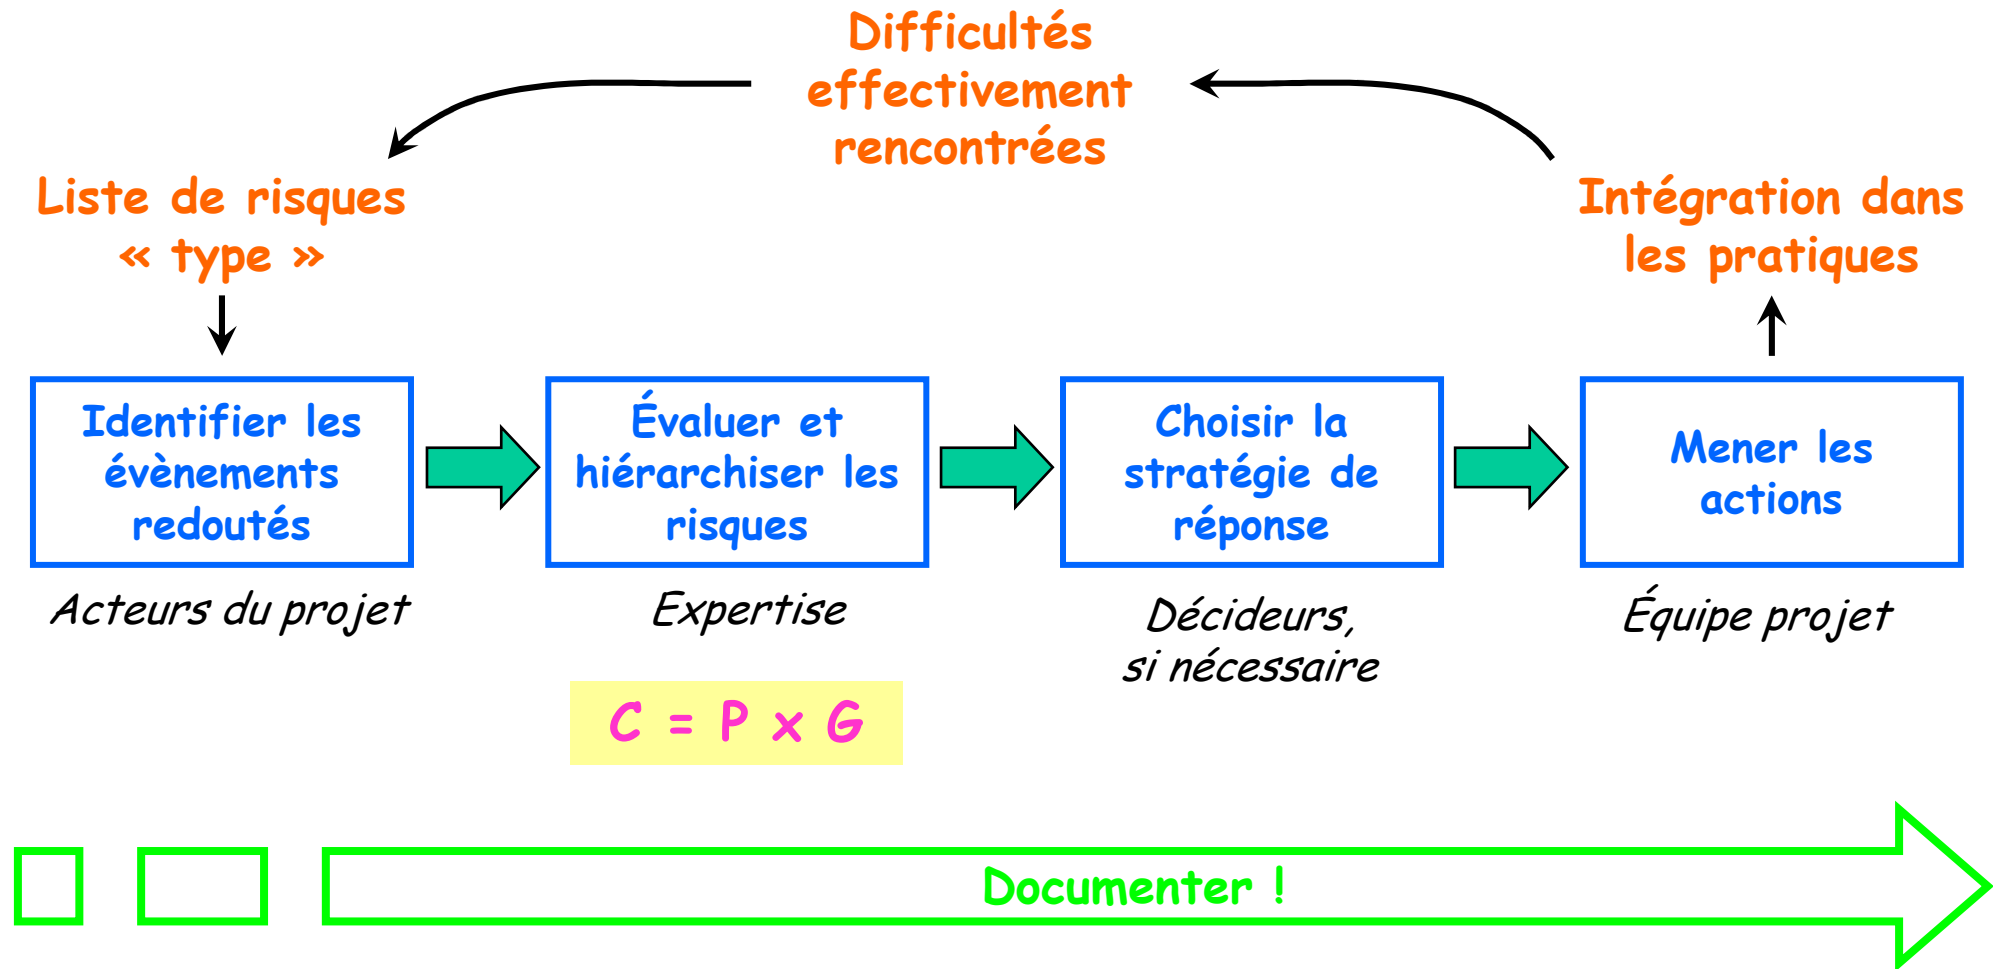 Difficultés
effectivement
rencontrées
Liste de risques
« type »
Intégration dans
les pratiques
Identifier les
évènements
redoutés
Évaluer et
hiérarchiser les
risques
Choisir la
stratégie de
réponse
Mener les
actions
Acteurs du projet
Expertise
Décideurs,
si nécessaire
Équipe projet
C = P x G
Documenter !